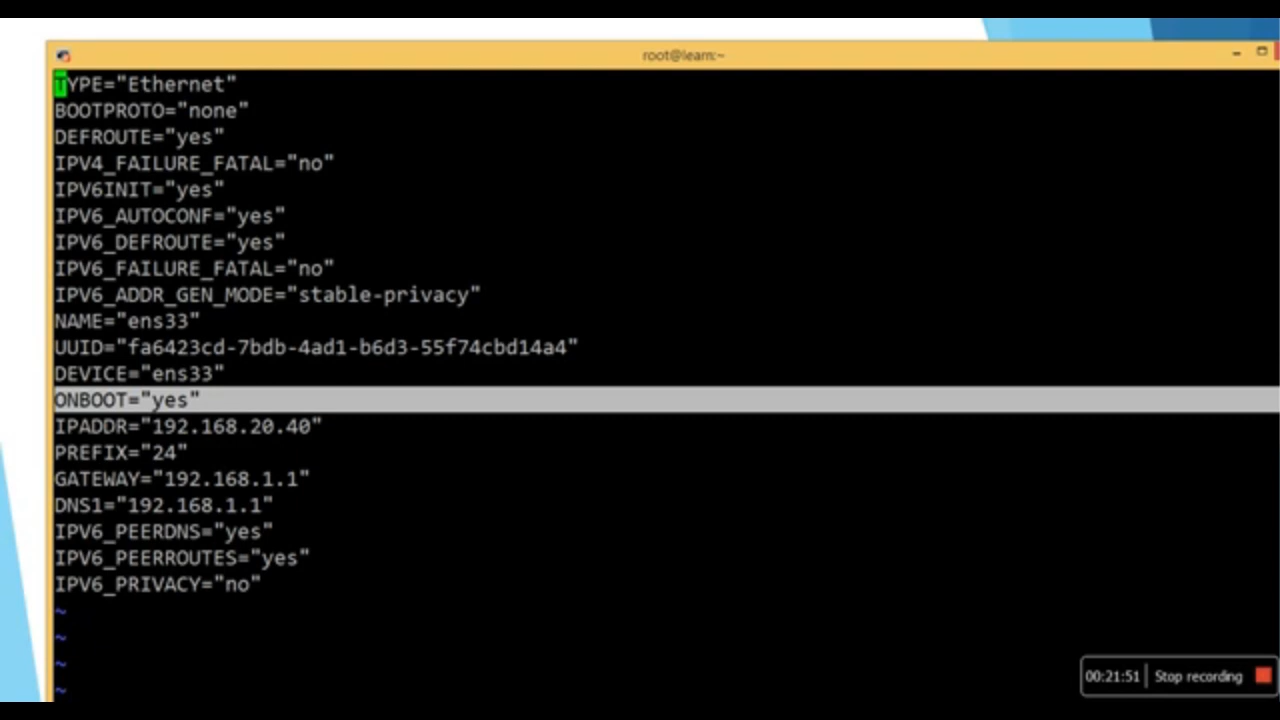 root@learn:~
TYPE="Ethernet"
BOOTPROTO="none"
DEFROUTE="yes"
IPV4_FAILURE_FATAL="no"
IPV6INIT="yes"
IPV6_AUTOCONF="yes"
IPV6_DEFROUTE="yes"
IPV6_FAILURE_FATAL="no"
IPV6_ADDR_GEN_MODE="stable-privacy"
NAME="ens33"
UUID="fa6423cd-7bdb-4ad1-b6d3-55f74cbd14a4"
DEVICE="ens33"
ONBOOT="yes"
IPADDR="192.168.20.40"
PREFIX="24"
GATEWAY="192.168.1.1"
DNS1="192.168.1.1"
IPV6_PEERDNS="yes"
IPV6_PEERROUTES="yes"
IPV6_PRIVACY="no"
~
~
~
~
00:21:51 Stop recording